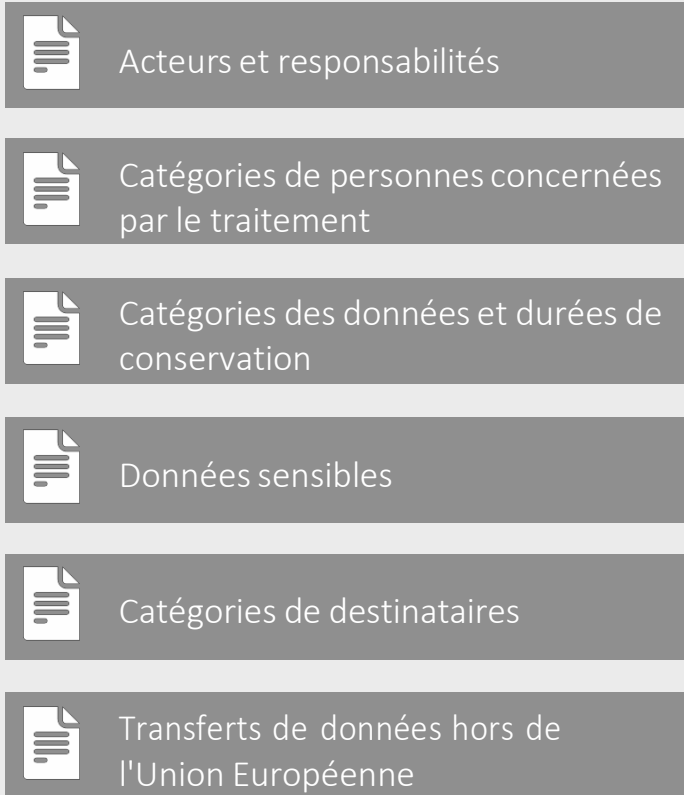 Acteurs et responsabilités
Catégories de personnes concernées
par le traitement
Catégories des données et durées de
conservation
Données sensibles
Catégories de destinataires
Transferts de données hors de
l'Union Européenne